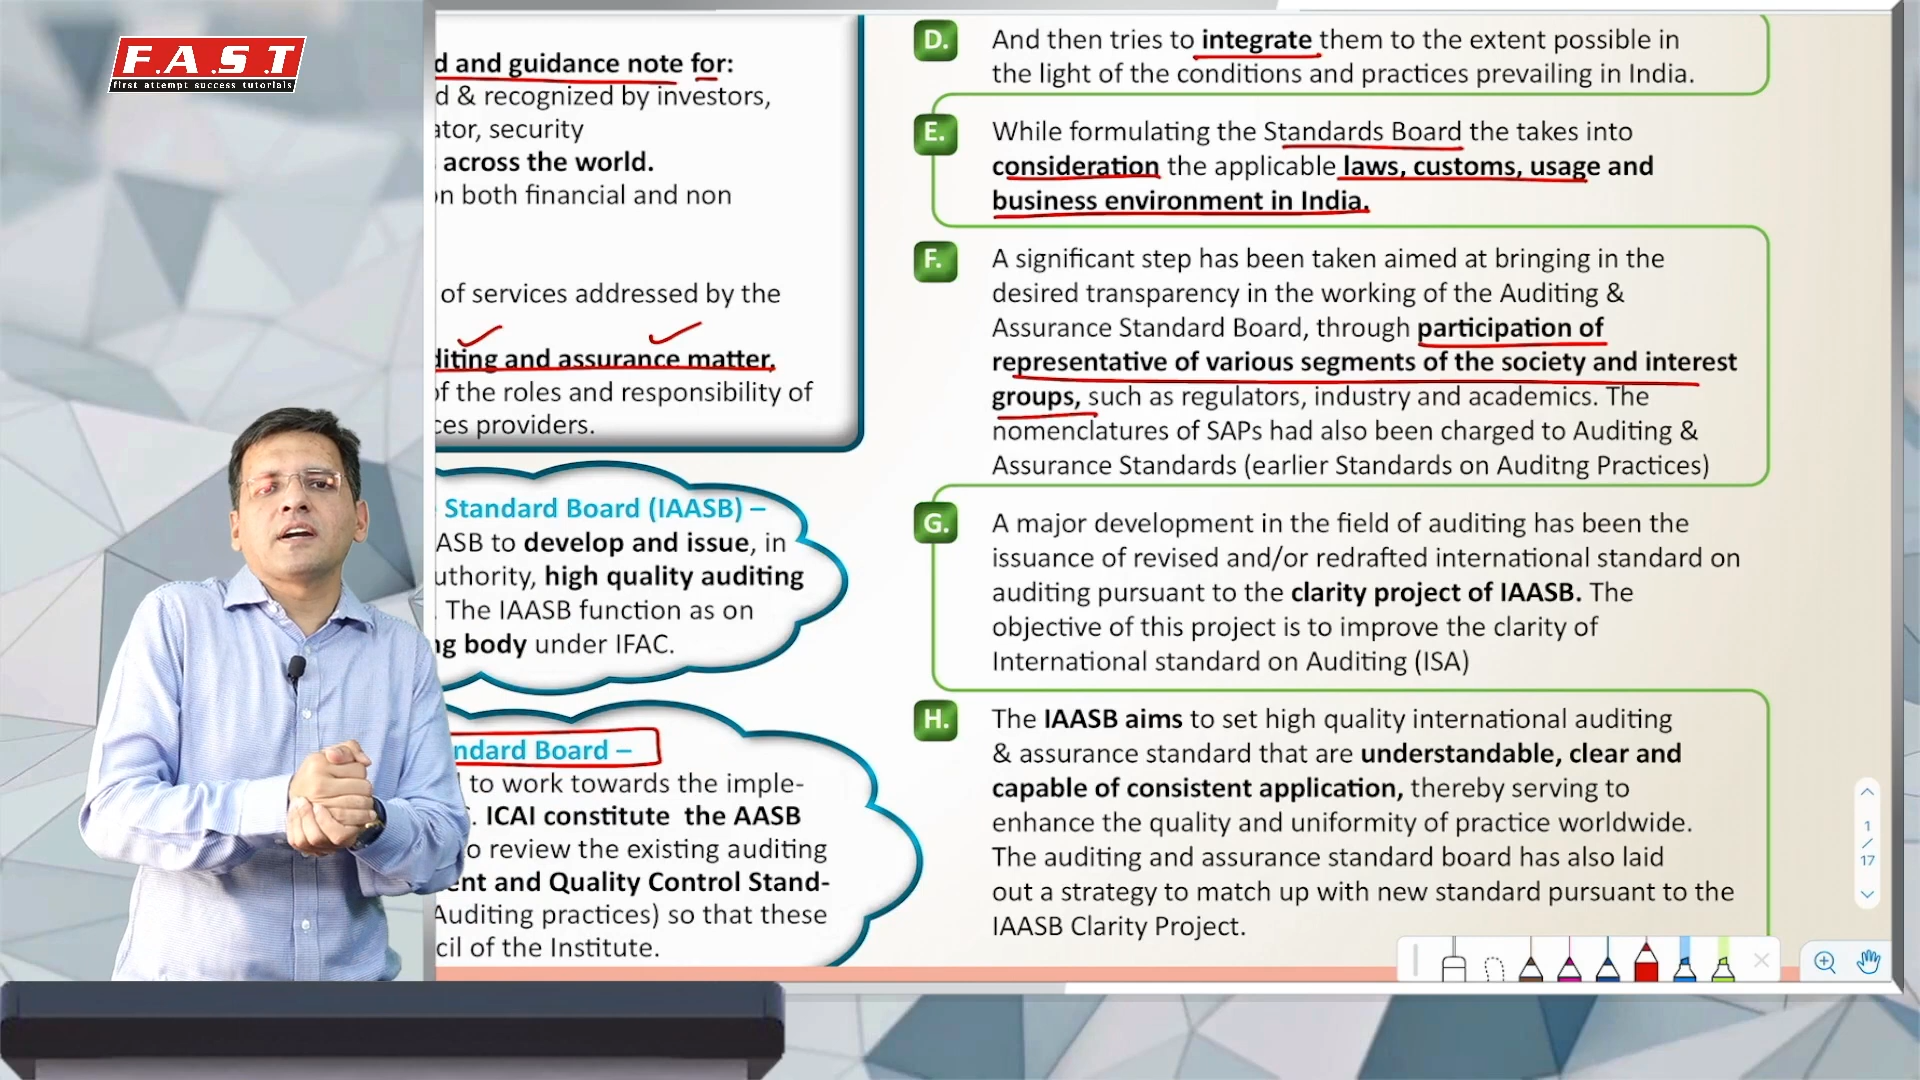 F.A.S.T
first attempt success tutorials
d and guidance note for:
d & recognized by investors,
ator, security
across the world.
on both financial and non
of services addressed by the
diting and assurance matter,
of the roles and responsibility of
ces providers.
Standard Board (IAASB) –
ASB to develop and issue, in
uthority, high quality auditing
. The IAASB function as on
ng body under IFAC.
ndard Board –
to work towards the imple-
. ICAI constitute the AASB
o review the existing auditing
ent and Quality Control Stand-
Auditing practices) so that these
cil of the Institute.
D. And then tries to integrate them to the extent possible in
the light of the conditions and practices prevailing in India.
E. While formulating the Standards Board the takes into
consideration the applicable laws, customs, usage and
business environment in India.
F. A significant step has been taken aimed at bringing in the
desired transparency in the working of the Auditing &
Assurance Standard Board, through participation of
representative of various segments of the society and interest
groups, such as regulators, industry and academics. The
nomenclatures of SAPs had also been charged to Auditing &
Assurance Standards (earlier Standards on Auditng Practices)
G. A major development in the field of auditing has been the
issuance of revised and/or redrafted international standard on
auditing pursuant to the clarity project of IAASB. The
objective of this project is to improve the clarity of
International standard on Auditing (ISA)
H. The IAASB aims to set high quality international auditing
& assurance standard that are understandable, clear and
capable of consistent application, thereby serving to
enhance the quality and uniformity of practice worldwide.
The auditing and assurance standard board has also laid
out a strategy to match up with new standard pursuant to the
IAASB Clarity Project.
1
/
17